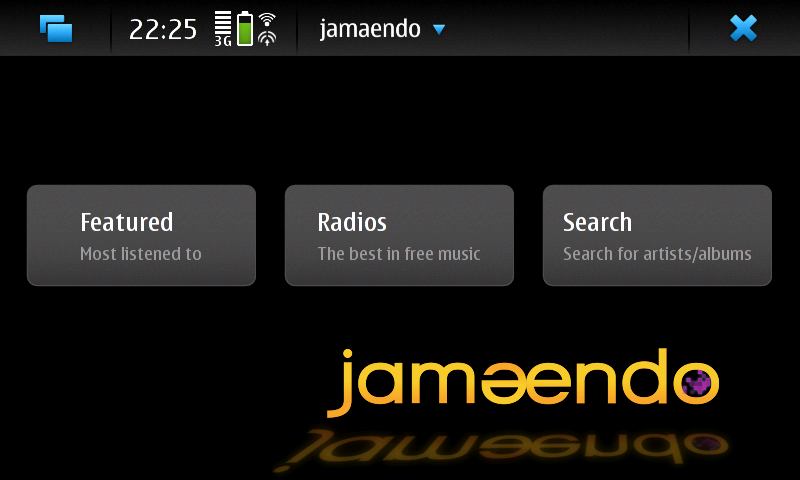 22:25
3G
jamaendo
Featured
Most listened to
Radios
The best in free music
Search
Search for artists/albums
jaməendo